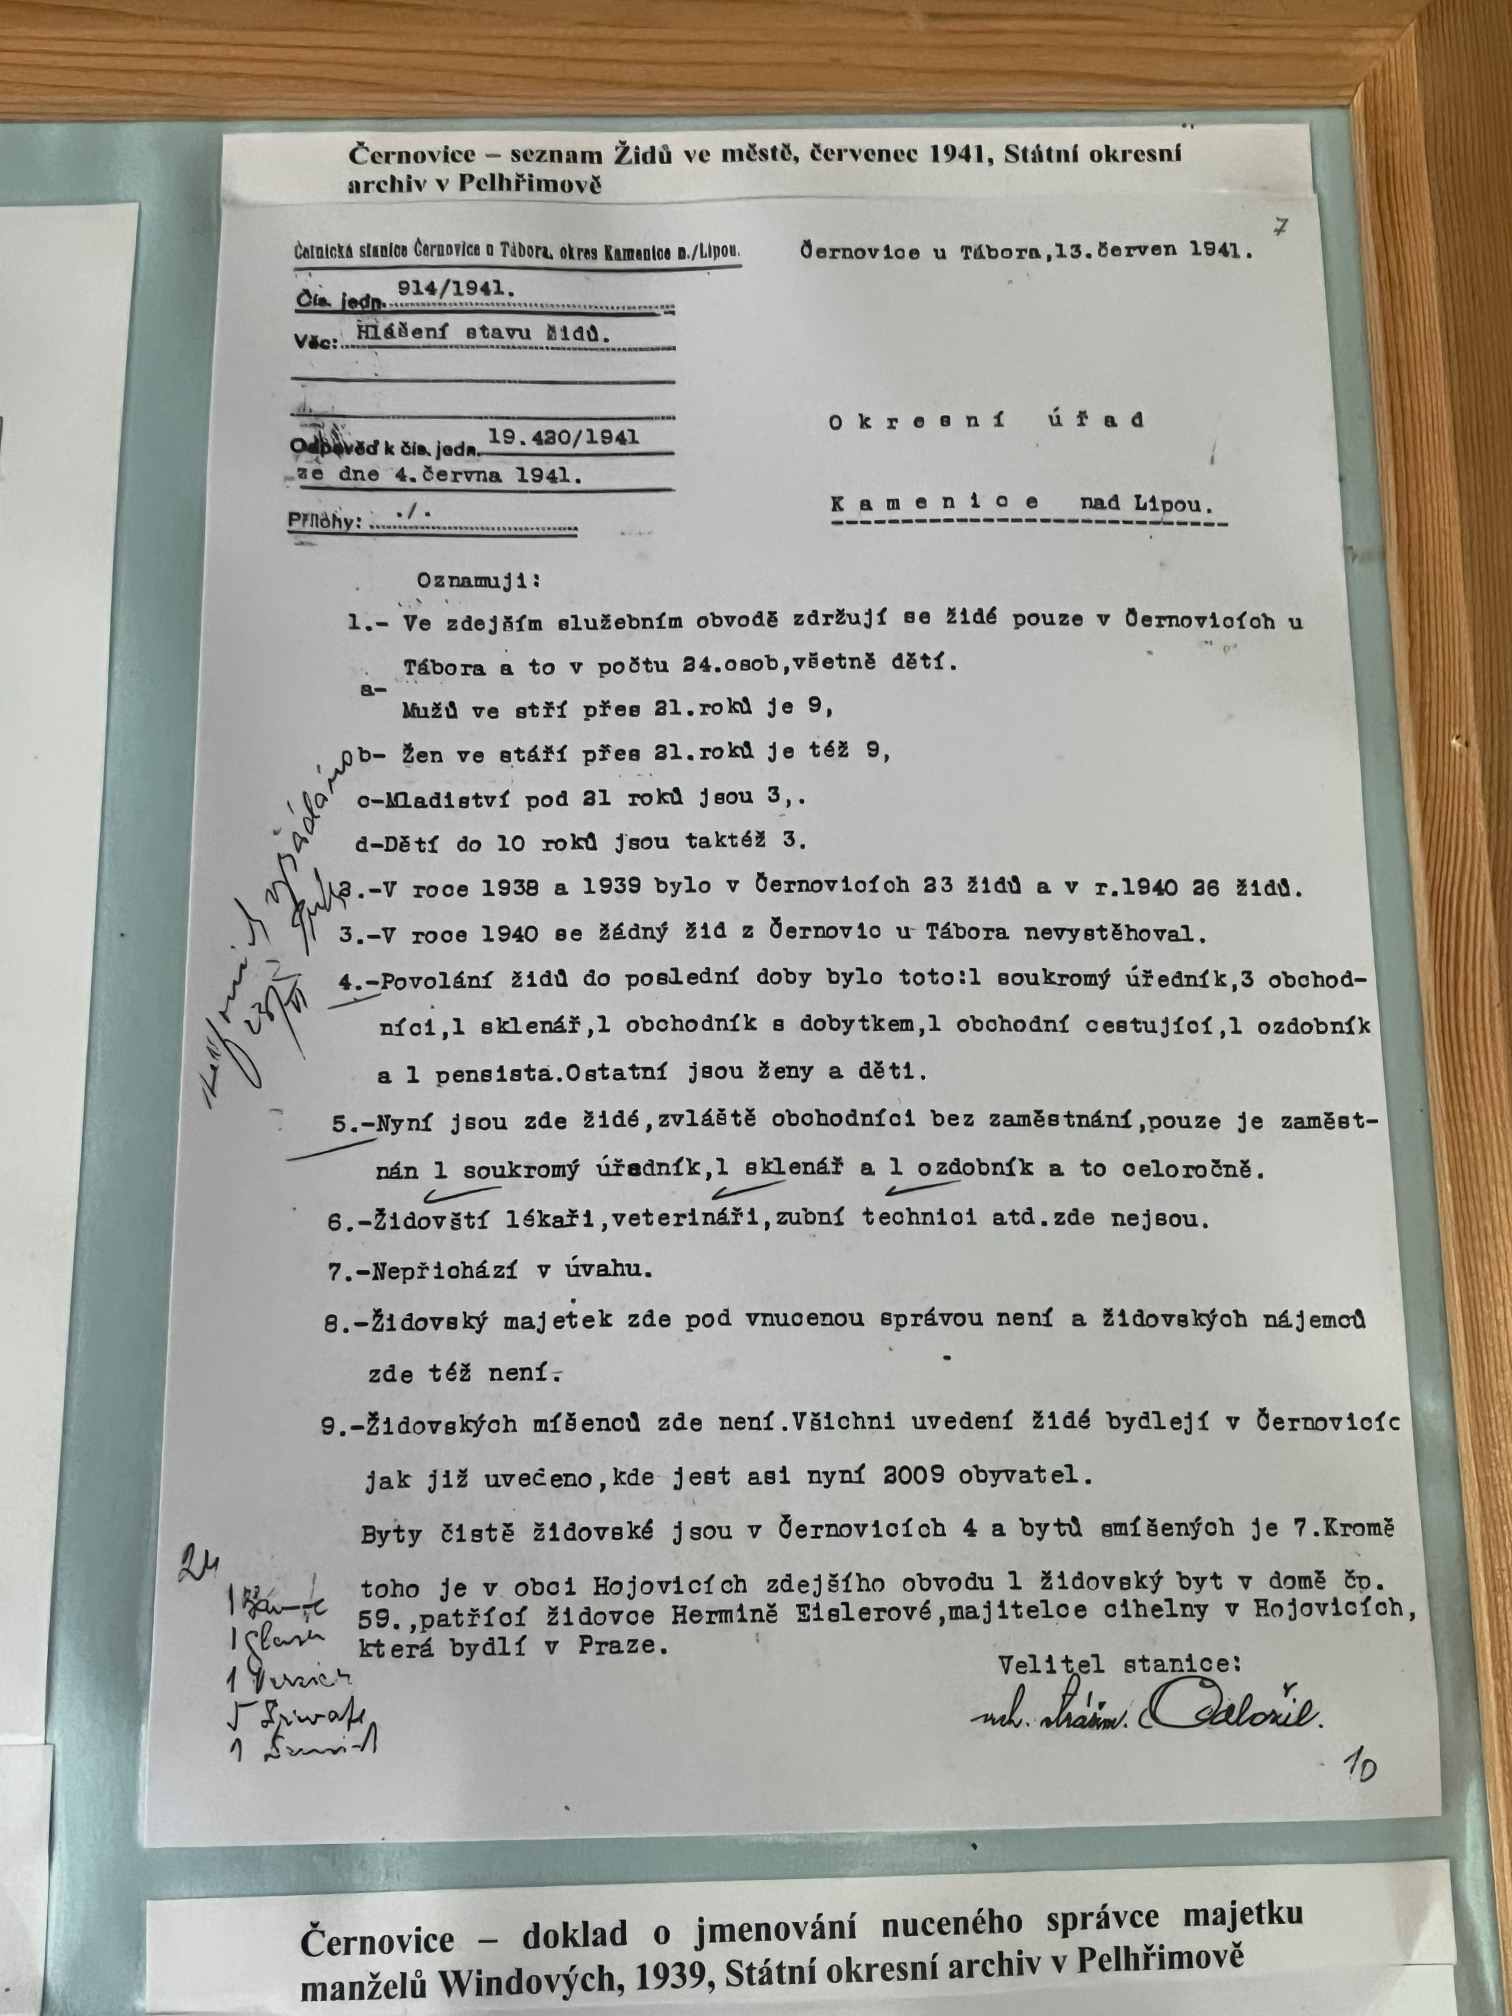 Černovice – seznam Židů ve městě, červenec 1941, Státní okresní
archiv v Pelhřimově
7
Četnická stanice Černovice u Tábora, okres Kamenice n./Lipou.
Černovice u Tábora,13.červen 1941.
Čís. jedn. 914/1941.
Věc: Hlášení stavu židů.
Okresní úřad
Odpověď k čís. jedn. 19.420/1941
ze dne 4.června 1941.
Kamenice nad Lipou.
Přílohy: ./.
Oznamuji:
1.- Ve zdejším služebním obvodě zdržují se židé pouze v Černovicích u
Tábora a to v počtu 24.osob,všetně dětí.
a-
Mužů ve stří přes 21.roků je 9,
b- Žen ve stáří přes 21.roků je též 9,
c-Mladiství pod 21 roků jsou 3,.
d-Dětí do 10 roků jsou taktéž 3.
2.-V roce 1938 a 1939 bylo v Černovicích 23 židů a v r.1940 26 židů.
3.-V roce 1940 se žádný žid z Černovic u Tábora nevystěhoval.
4.-Povolání židů do poslední doby bylo toto:1 soukromý úředník,3 obchod-
níci,1 sklenář,1 obchodník s dobytkem,1 obchodní cestující,1 ozdobník
a 1 pensista.Ostatní jsou ženy a děti.
5.-Nyní jsou zde židé,zvláště obchodníci bez zaměstnání,pouze je zaměst-
nán 1 soukromý úředník,1 sklenář a 1 ozdobník a to celoročně.
6.-Židovští lékaři,veterináři,zubní technici atd.zde nejsou.
7.-Nepřichází v úvahu.
8.-Židovský majetek zde pod vnucenou správou není a židovských nájemců
zde též není.
9.-Židovských míšenců zde není.Všichni uvedení židé bydlejí v Černovicíc
jak již uvedeno,kde jest asi nyní 2009 obyvatel.
Byty čistě židovské jsou v Černovicích 4 a bytů smíšených je 7.Kromě
toho je v obci Hojovicích zdejšího obvodu 1 židovský byt v domě čp.
59.,patřící židovce Hermině Eislerové,majitelce cihelny v Hojovicích,
která bydlí v Praze.
24
1
1
1
5
1
Velitel stanice:
vrch. strážm. Odložil.
10
Černovice – doklad o jmenování nuceného správce majetku
manželů Windových, 1939, Státní okresní archiv v Pelhřimově